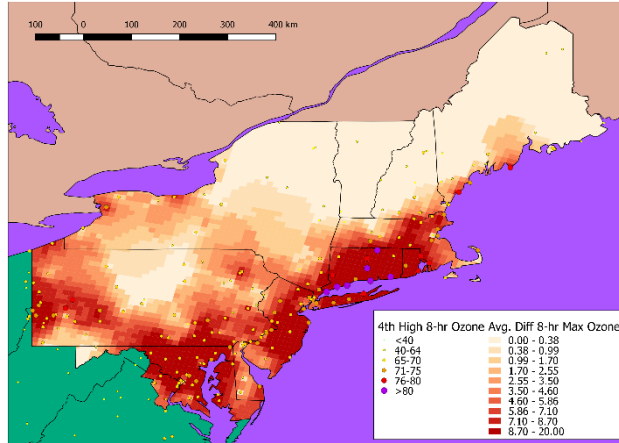 100 0 100 200 300 400 km
4th High 8-hr Ozone Avg. Diff 8-hr Max Ozone
<40 0.00 - 0.38
40-64 0.38 - 0.99
65-70 0.99 - 1.70
71-75 1.70 - 2.55
76-80 2.55 - 3.50
>80 3.50 - 4.60
4.60 - 5.86
5.86 - 7.10
7.10 - 8.70
8.70 - 20.00